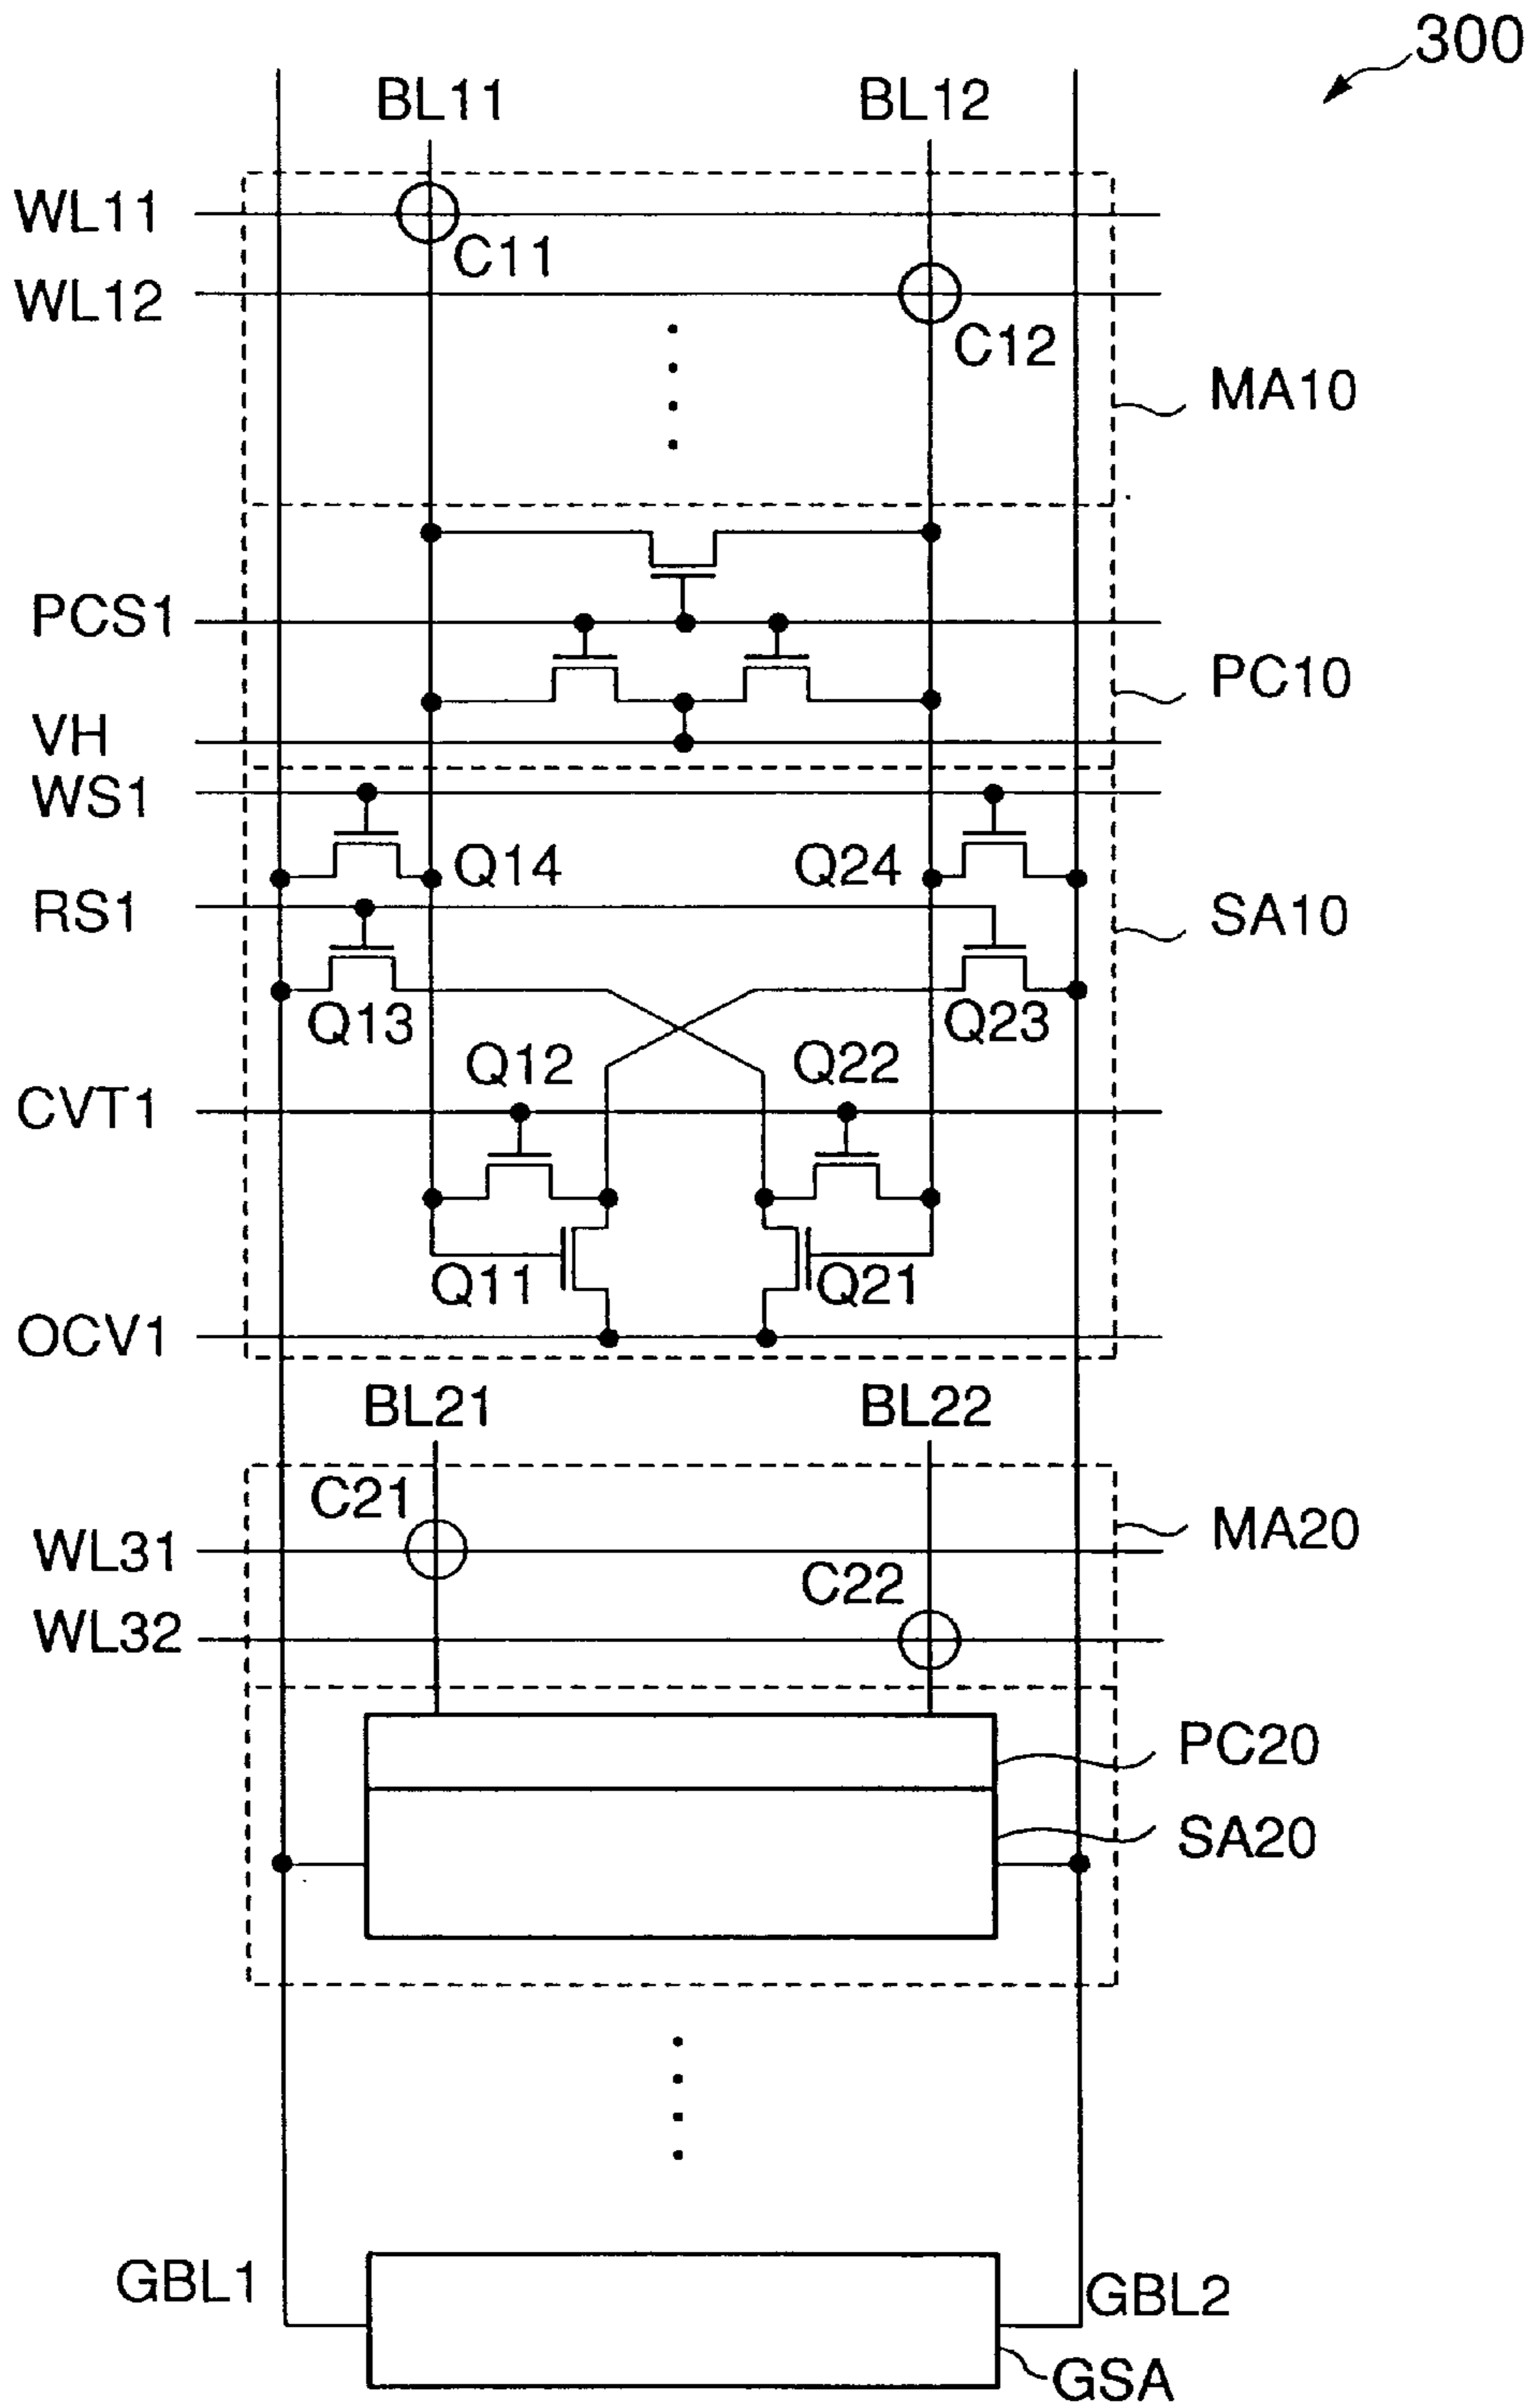 300
BL11 BL12
WL11
C11
WL12
C12
MA10
PCS1
PC10
VH
WS1
Q14 Q24
RS1
SA10
Q13 Q23
Q12 Q22
CVT1
Q11 Q21
OCV1
BL21 BL22
C21
MA20
WL31
C22
WL32
PC20
SA20
GBL1
GBL2
GSA